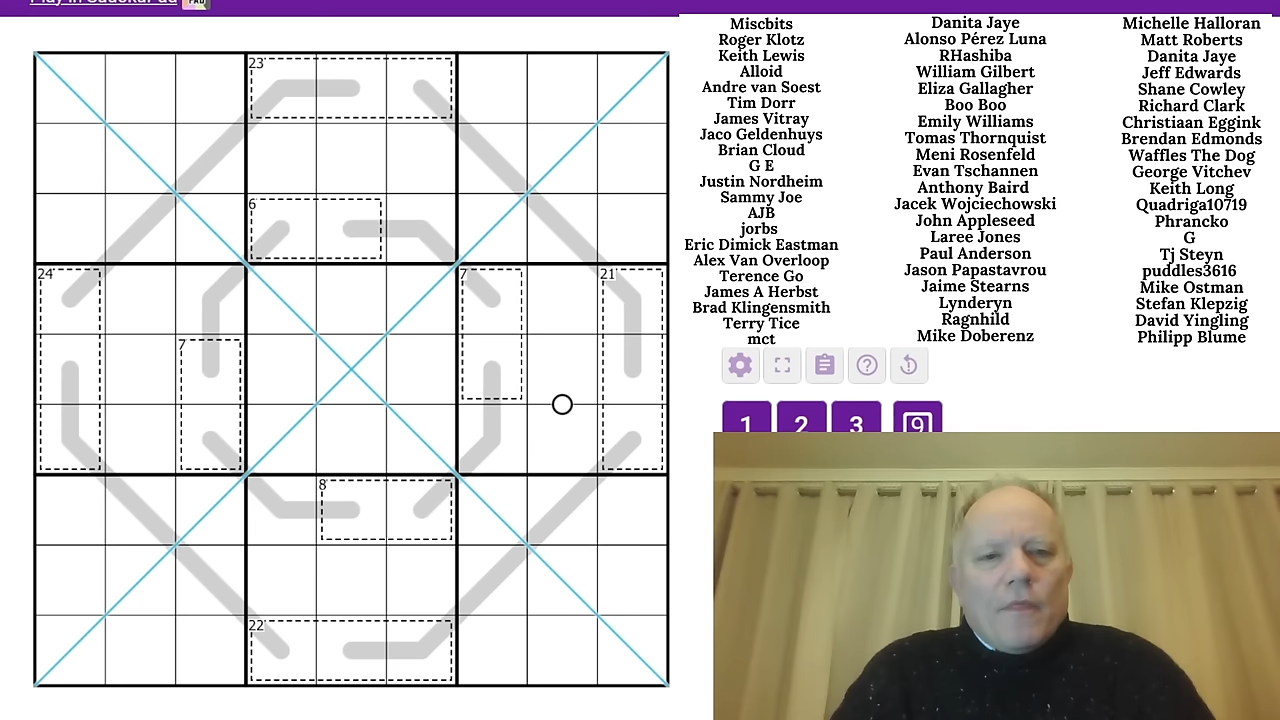 Play in SudokuPad
Miscbits
Roger Klotz
Keith Lewis
Alloid
Andre van Soest
Tim Dorr
James Vitray
Jaco Geldenhuys
Brian Cloud
G E
Justin Nordheim
Sammy Joe
AJB
jorbs
Eric Dimick Eastman
Alex Van Overloop
Terence Go
James A Herbst
Brad Klingensmith
Terry Tice
mct
Danita Jaye
Alonso Pérez Luna
RHashiba
William Gilbert
Eliza Gallagher
Boo Boo
Emily Williams
Tomas Thornquist
Meni Rosenfeld
Evan Tschannen
Anthony Baird
Jacek Wojciechowski
John Appleseed
Laree Jones
Paul Anderson
Jason Papastavrou
Jaime Stearns
Lynderyn
Ragnhild
Mike Doberenz
Michelle Halloran
Matt Roberts
Danita Jaye
Jeff Edwards
Shane Cowley
Richard Clark
Christiaan Eggink
Brendan Edmonds
Waffles The Dog
George Vitchev
Keith Long
Quadriga10719
Phrancko
G
Tj Steyn
puddles3616
Mike Ostman
Stefan Klepzig
David Yingling
Philipp Blume
23
6
24
7
21
7
8
22
1 2 3 9